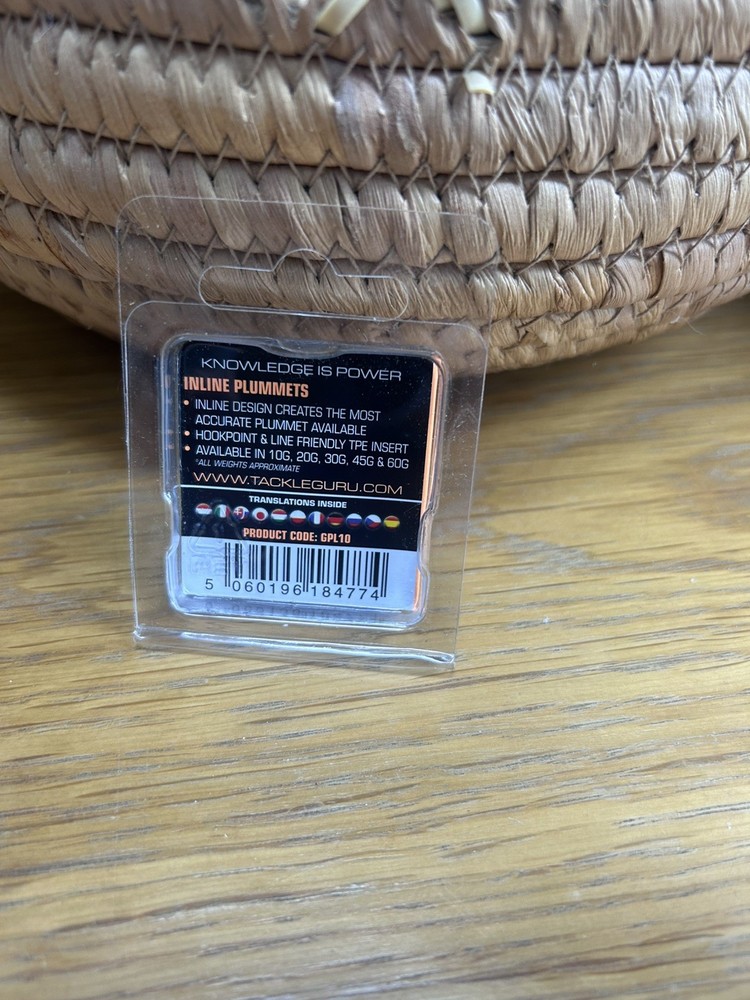 KNOWLEDGE IS POWER
INLINE PLUMMETS
• INLINE DESIGN CREATES THE MOST
ACCURATE PLUMMET AVAILABLE
• HOOKPOINT & LINE FRIENDLY TPE INSERT
• AVAILABLE IN 10G, 20G, 30G, 45G & 60G
*ALL WEIGHTS APPROXIMATE
WWW.TACKLEGURU.COM
TRANSLATIONS INSIDE
PRODUCT CODE: GPL10
5 060196 184774